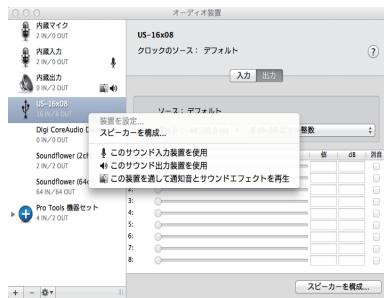 オーディオ装置
内蔵マイク
2 IN/0 OUT
内蔵入力
2 IN/0 OUT
内蔵出力
0 IN/2 OUT
US-16x08
16 IN/8 OUT
Digi CoreAudio D
0 IN/0 OUT
Soundflower (2ch
2 IN/2 OUT
Soundflower (64c
64 IN/64 OUT
Pro Tools 機器セット
4 IN/2 OUT
US-16x08
クロックのソース： デフォルト
?
入力 出力
ソース： デフォルト
装置を設定...
スピーカーを構成...
このサウンド入力装置を使用
このサウンド出力装置を使用
この装置を通して通知音とサウンドエフェクトを再生
整数
値 dB 消音
2:
3:
4:
5:
6:
7:
8:
スピーカーを構成...